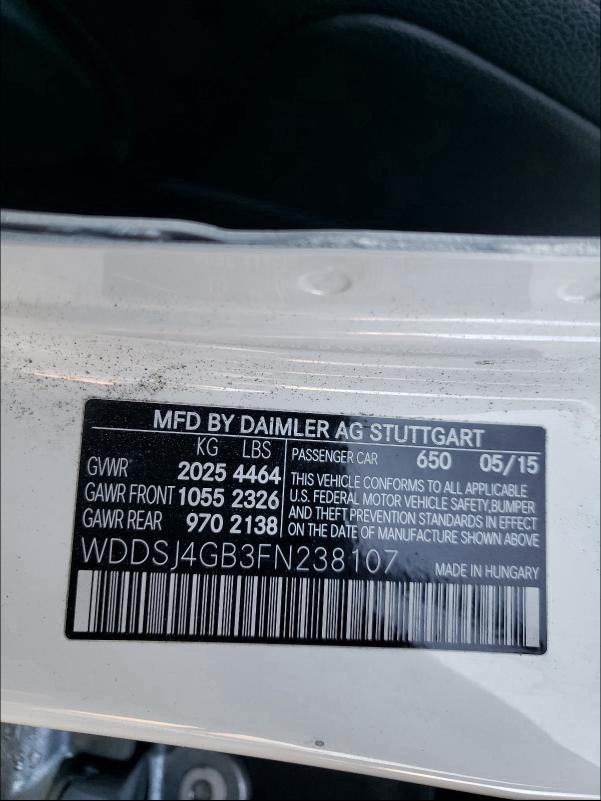 MFD BY DAIMLER AG STUTTGART
KG LBS
GVWR 2025 4464
GAWR FRONT 1055 2326
GAWR REAR 970 2138
PASSENGER CAR 650 05/15
THIS VEHICLE CONFORMS TO ALL APPLICABLE
U.S. FEDERAL MOTOR VEHICLE SAFETY,BUMPER
AND THEFT PREVENTION STANDARDS IN EFFECT
ON THE DATE OF MANUFACTURE SHOWN ABOVE
WDDSJ4GB3FN238107 MADE IN HUNGARY